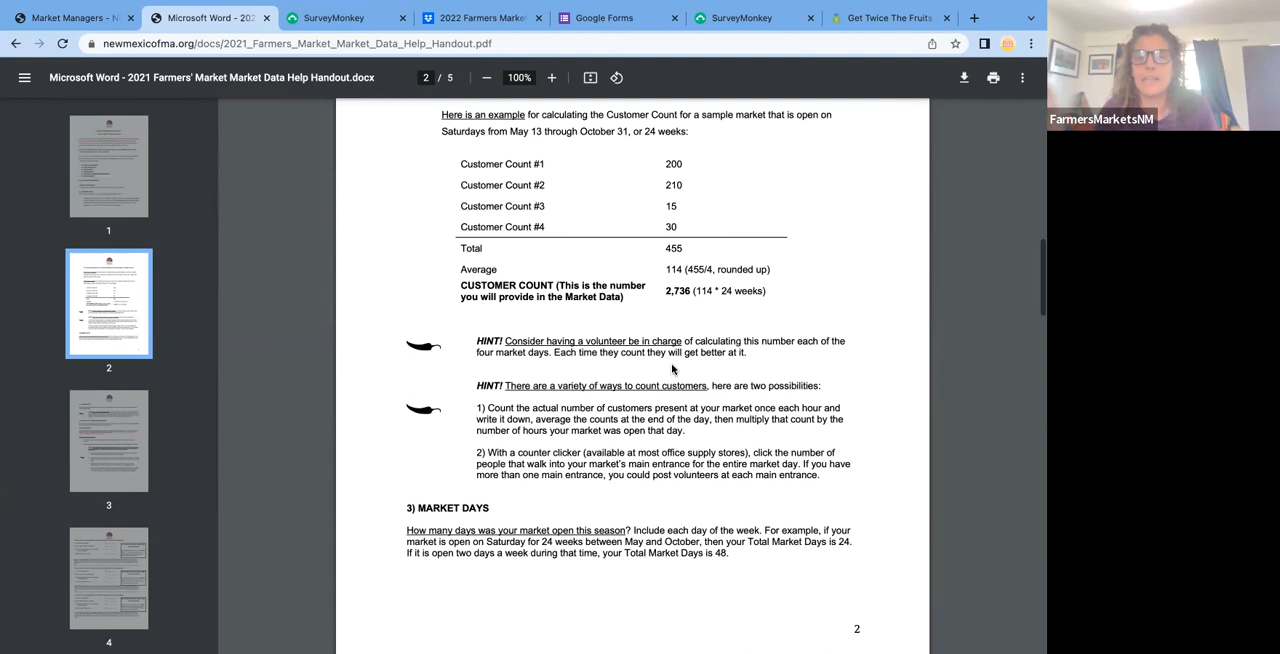 Market Managers - N
Microsoft Word - 202
SurveyMonkey
2022 Farmers Marke
Google Forms
SurveyMonkey
Get Twice The Fruits
newmexicofma.org/docs/2021_Farmers_Market_Market_Data_Help_Handout.pdf
Microsoft Word - 2021 Farmers' Market Market Data Help Handout.docx
2 / 5
100%
FarmersMarketsNM
1
2
3
4
Here is an example for calculating the Customer Count for a sample market that is open on
Saturdays from May 13 through October 31, or 24 weeks:
Customer Count #1 200
Customer Count #2 210
Customer Count #3 15
Customer Count #4 30
Total 455
Average 114 (455/4, rounded up)
CUSTOMER COUNT (This is the number
you will provide in the Market Data) 2,736 (114 * 24 weeks)
HINT! Consider having a volunteer be in charge of calculating this number each of the
four market days. Each time they count they will get better at it.
HINT! There are a variety of ways to count customers, here are two possibilities:
1) Count the actual number of customers present at your market once each hour and
write it down, average the counts at the end of the day, then multiply that count by the
number of hours your market was open that day.
2) With a counter clicker (available at most office supply stores), click the number of
people that walk into your market's main entrance for the entire market day. If you have
more than one main entrance, you could post volunteers at each main entrance.
3) MARKET DAYS
How many days was your market open this season? Include each day of the week. For example, if your
market is open on Saturday for 24 weeks between May and October, then your Total Market Days is 24.
If it is open two days a week during that time, your Total Market Days is 48.
2